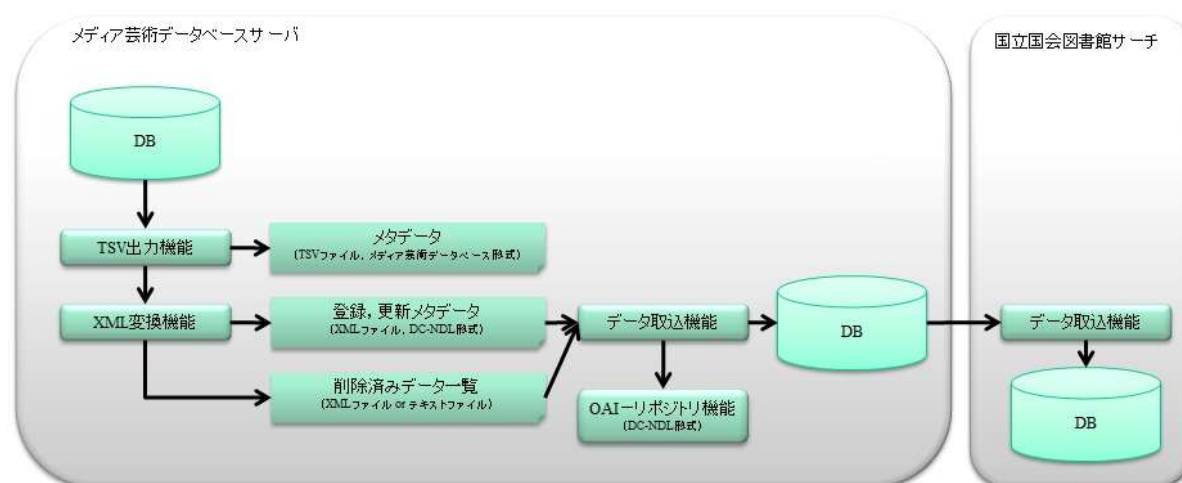 メディア芸術データベースサーバ
国立国会図書館サーチ
DB
TSV出力機能
メタデータ
(TSVファイル, メディア芸術データベース形式)
XML変換機能
登録, 更新メタデータ
(XMLファイル, DC-NDL形式)
データ取込機能
DB
データ取込機能
削除済みデータ一覧
(XMLファイル or テキストファイル)
OAIーリポジトリ機能
(DC-NDL形式)
DB